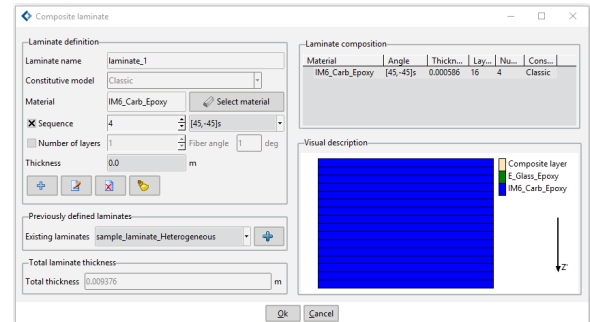 Composite laminate
Laminate definition
Laminate name laminate_1
Constitutive model Classic
Material IM6_Carb_Epoxy Select material
Sequence 4 [45,-45]s
Number of layers 1 Fiber angle 1 deg
Thickness 0.0 m
Previously defined laminates
Existing laminates sample_laminate_Heterogeneous
Total laminate thickness
Total thickness 0.009376 m
Laminate composition
Material Angle Thickn... Lay... Nu... Cons...
IM6_Carb_Epoxy [45,-45]s 0.000586 16 4 Classic
Visual description
Composite layer
E_Glass_Epoxy
IM6_Carb_Epoxy
Z'
Ok Cancel